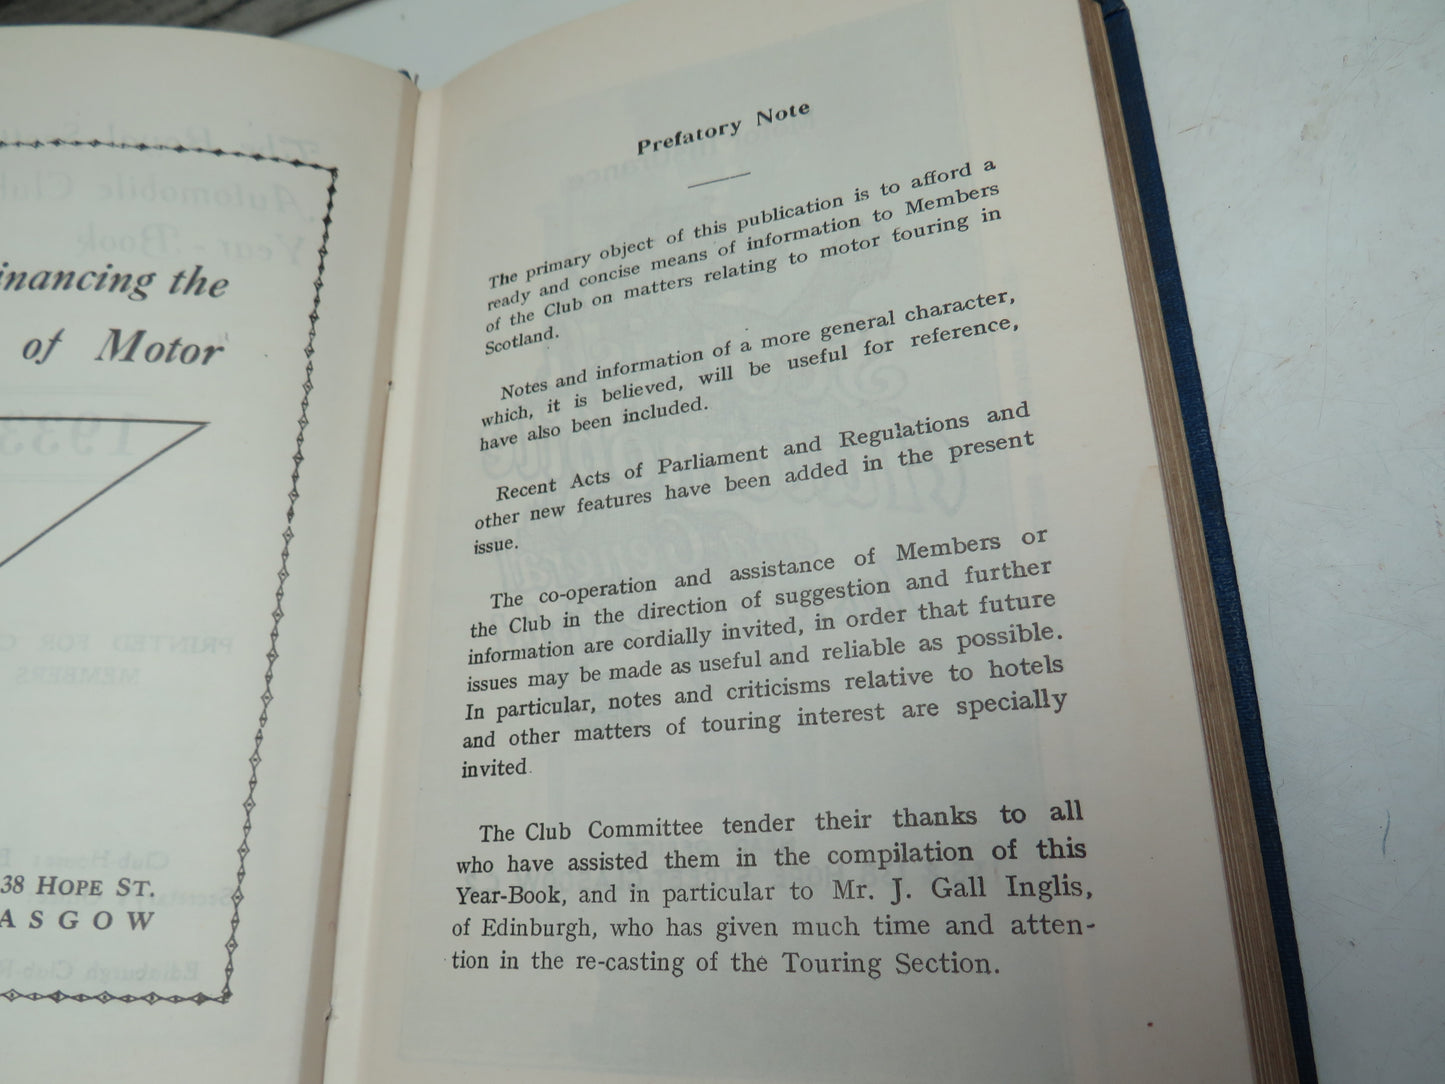 inancing the
of Motor
38 HOPE ST.
ASGOW
Prefatory Note
The primary object of this publication is to afford a
ready and concise means of information to Members
of the Club on matters relating to motor touring in
Scotland.
Notes and information of a more general character,
which, it is believed, will be useful for reference,
have also been included.
Recent Acts of Parliament and Regulations and
other new features have been added in the present
issue.
The co-operation and assistance of Members or
the Club in the direction of suggestion and further
information are cordially invited, in order that future
issues may be made as useful and reliable as possible.
In particular, notes and criticisms relative to hotels
and other matters of touring interest are specially
invited.
The Club Committee tender their thanks to all
who have assisted them in the compilation of this
Year-Book, and in particular to Mr. J. Gall Inglis,
of Edinburgh, who has given much time and atten-
tion in the re-casting of the Touring Section.